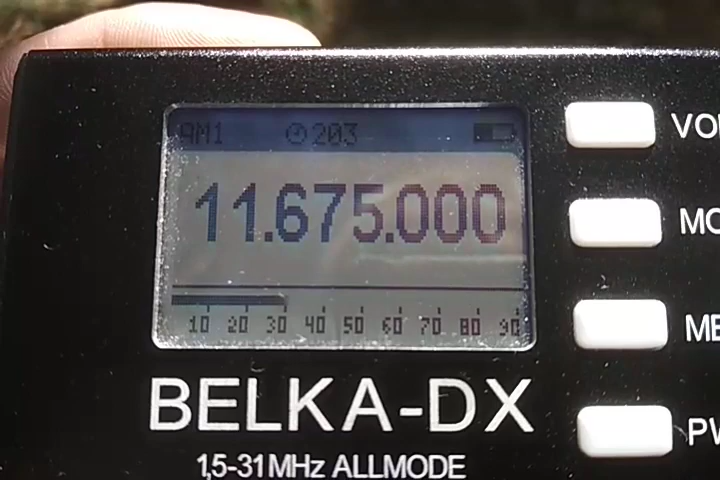 AM1 203
11.675.000
10 20 30 40 50 60 70 80 90
BELKA-DX
1,5-31MHz ALLMODE
VO
MO
ME
PW